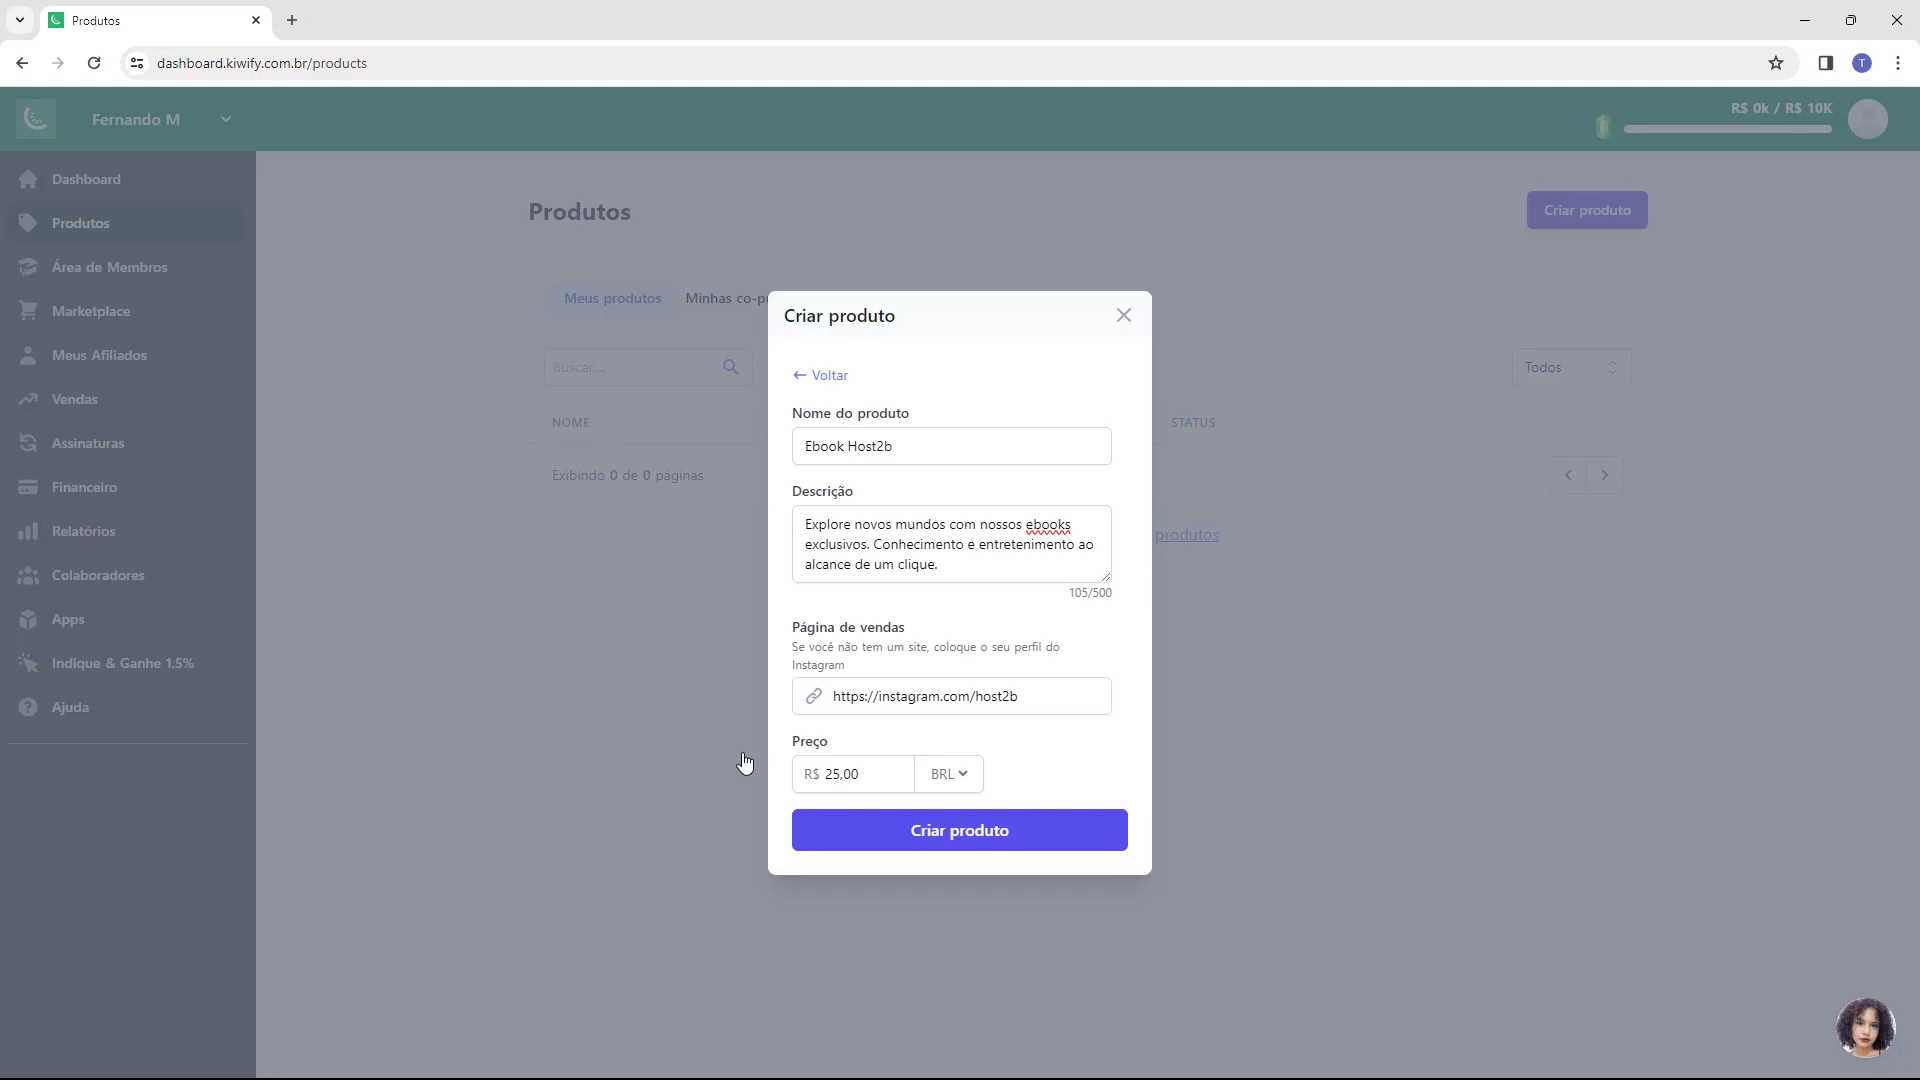 Produtos
dashboard.kiwify.com.br/products
T
Fernando M
R$ 0k / R$ 10K
Dashboard
Produtos
Área de Membros
Marketplace
Meus Afiliados
Vendas
Assinaturas
Financeiro
Relatórios
Colaboradores
Apps
Indique & Ganhe 1.5%
Ajuda
Produtos
Criar produto
Meus produtos
Minhas co-p
Buscar...
Todos
NOME
STATUS
Exibindo 0 de 0 páginas
produtos
Criar produto
← Voltar
Nome do produto
Ebook Host2b
Descrição
Explore novos mundos com nossos ebooks
exclusivos. Conhecimento e entretenimento ao
alcance de um clique.
105/500
Página de vendas
Se você não tem um site, coloque o seu perfil do
Instagram
https://instagram.com/host2b
Preço
R$ 25,00
BRL
Criar produto